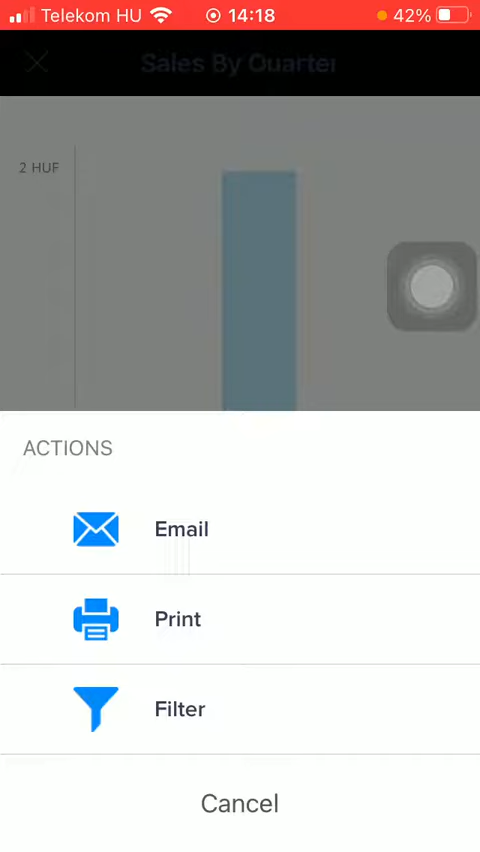 Telekom HU 14:18 42%
Sales By Quarter
2 HUF
ACTIONS
Email
Print
Filter
Cancel